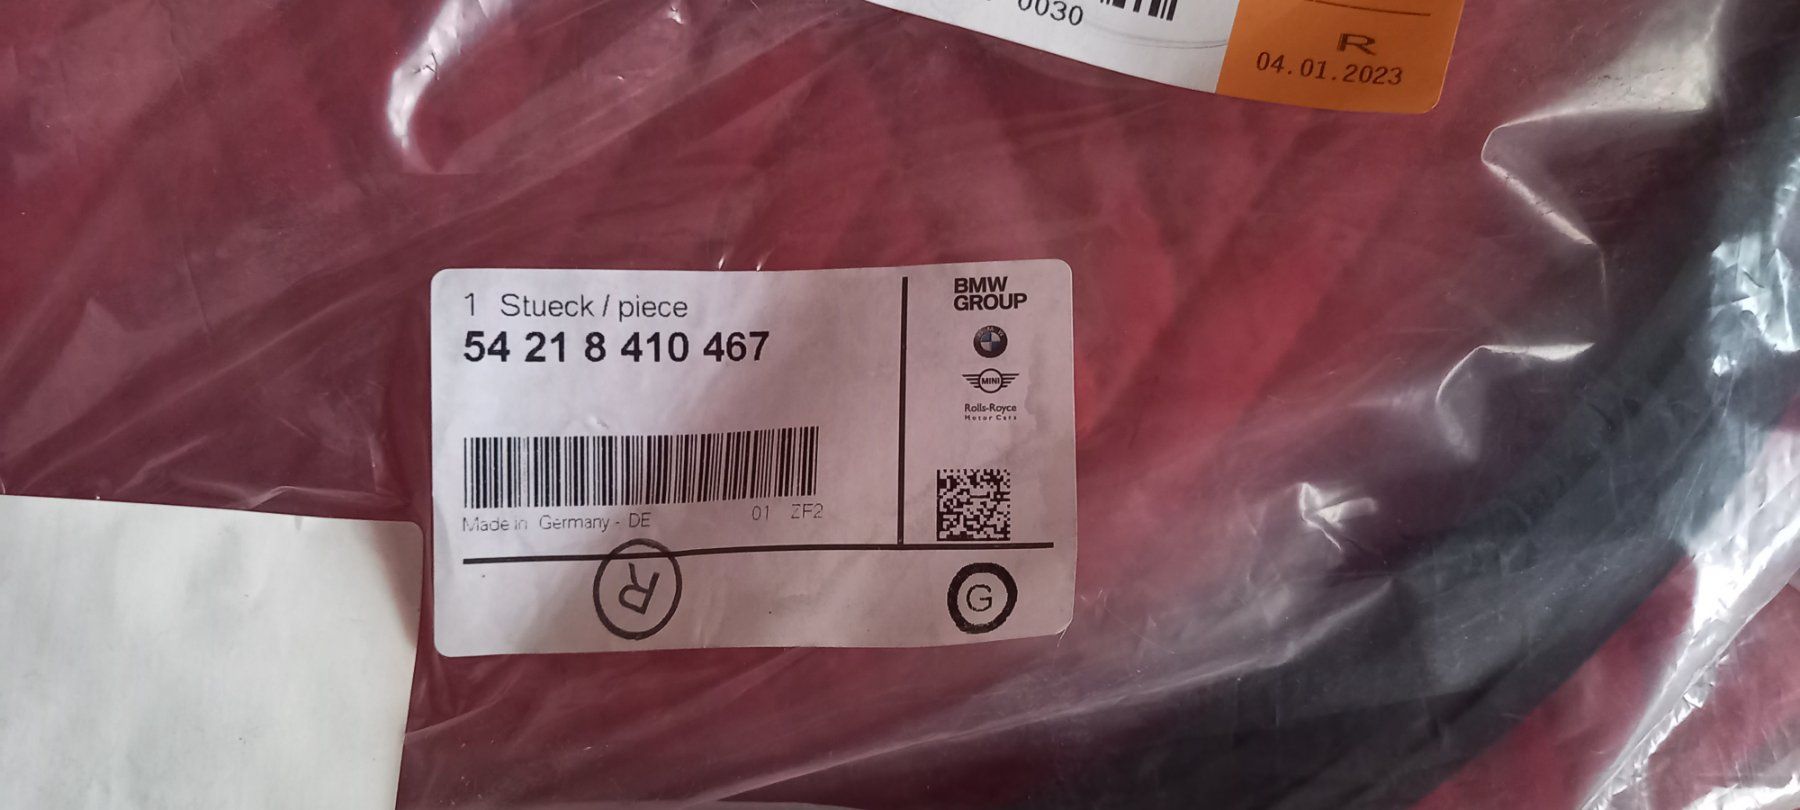 0030
R
04.01.2023
1 Stueck / piece
54 21 8 410 467
BMW
GROUP
MINI
Rolls-Royce
Motor Cars
Made in Germany - DE 01 ZF2
R
G